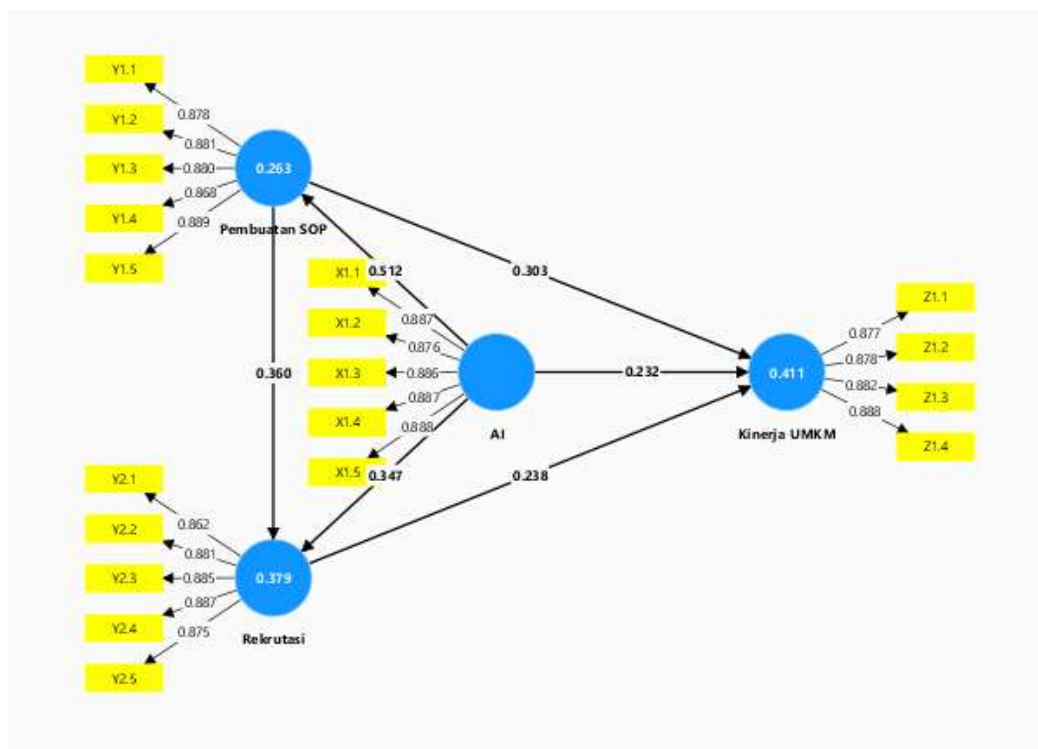 Y1.1
0.878
Y1.2
0.881
Y1.3
0.880
0.263
Y1.4
0.868
0.889
Pembuatan SOP
Y1.5
X1.1
0.512
0.303
Z1.1
0.887
X1.2
0.877
Z1.2
0.876
0.878
0.360
X1.3
0.886
0.232
0.411
0.882
Z1.3
0.887
0.888
X1.4
0.888
AI
Kinerja UMKM
Z1.4
X1.5
0.347
0.238
Y2.1
0.862
Y2.2
0.881
Y2.3
0.885
0.379
0.887
Y2.4
0.875
Rekrutasi
Y2.5